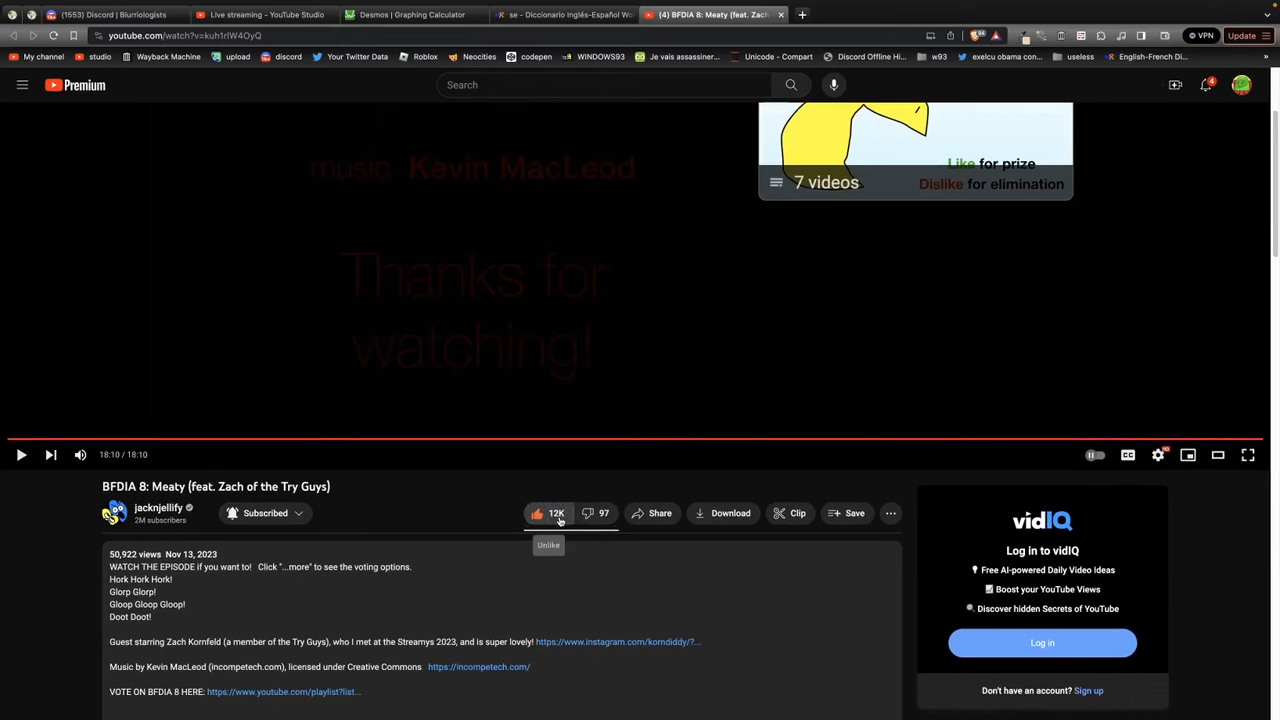 (1553) Discord | Blurriologists
Live streaming - YouTube Studio
Desmos | Graphing Calculator
se - Diccionario Inglés-Español Wo
(4) BFDIA 8: Meaty (feat. Zach
youtube.com/watch?v=kuh1rlW4OyQ
VPN
Update
My channel
studio
Wayback Machine
upload
discord
Your Twitter Data
Roblox
Neocities
codepen
WINDOWS93
Je vais assassiner...
Unicode - Compart
Discord Offline Hi...
w93
exelcu obama con...
useless
English-French Di...
Premium
Search
4
music Kevin MacLeod
Like for prize
7 videos
Dislike for elimination
Thanks for
watching!
18:10 / 18:10
CC
HD
BFDIA 8: Meaty (feat. Zach of the Try Guys)
jacknjellify
2M subscribers
Subscribed
12K
97
Share
Download
Clip
Save
...
Unlike
50,922 views Nov 13, 2023
WATCH THE EPISODE if you want to! Click "...more" to see the voting options.
Hork Hork Hork!
Glorp Glorp!
Gloop Gloop Gloop!
Doot Doot!
Guest starring Zach Kornfeld (a member of the Try Guys), who I met at the Streamys 2023, and is super lovely! https://www.instagram.com/korndiddy/?...
Music by Kevin MacLeod (incompetech.com), licensed under Creative Commons https://incompetech.com/
VOTE ON BFDIA 8 HERE: https://www.youtube.com/playlist?list...
vidIQ
Log in to vidIQ
Free AI-powered Daily Video Ideas
Boost your YouTube Views
Discover hidden Secrets of YouTube
Log in
Don't have an account? Sign up